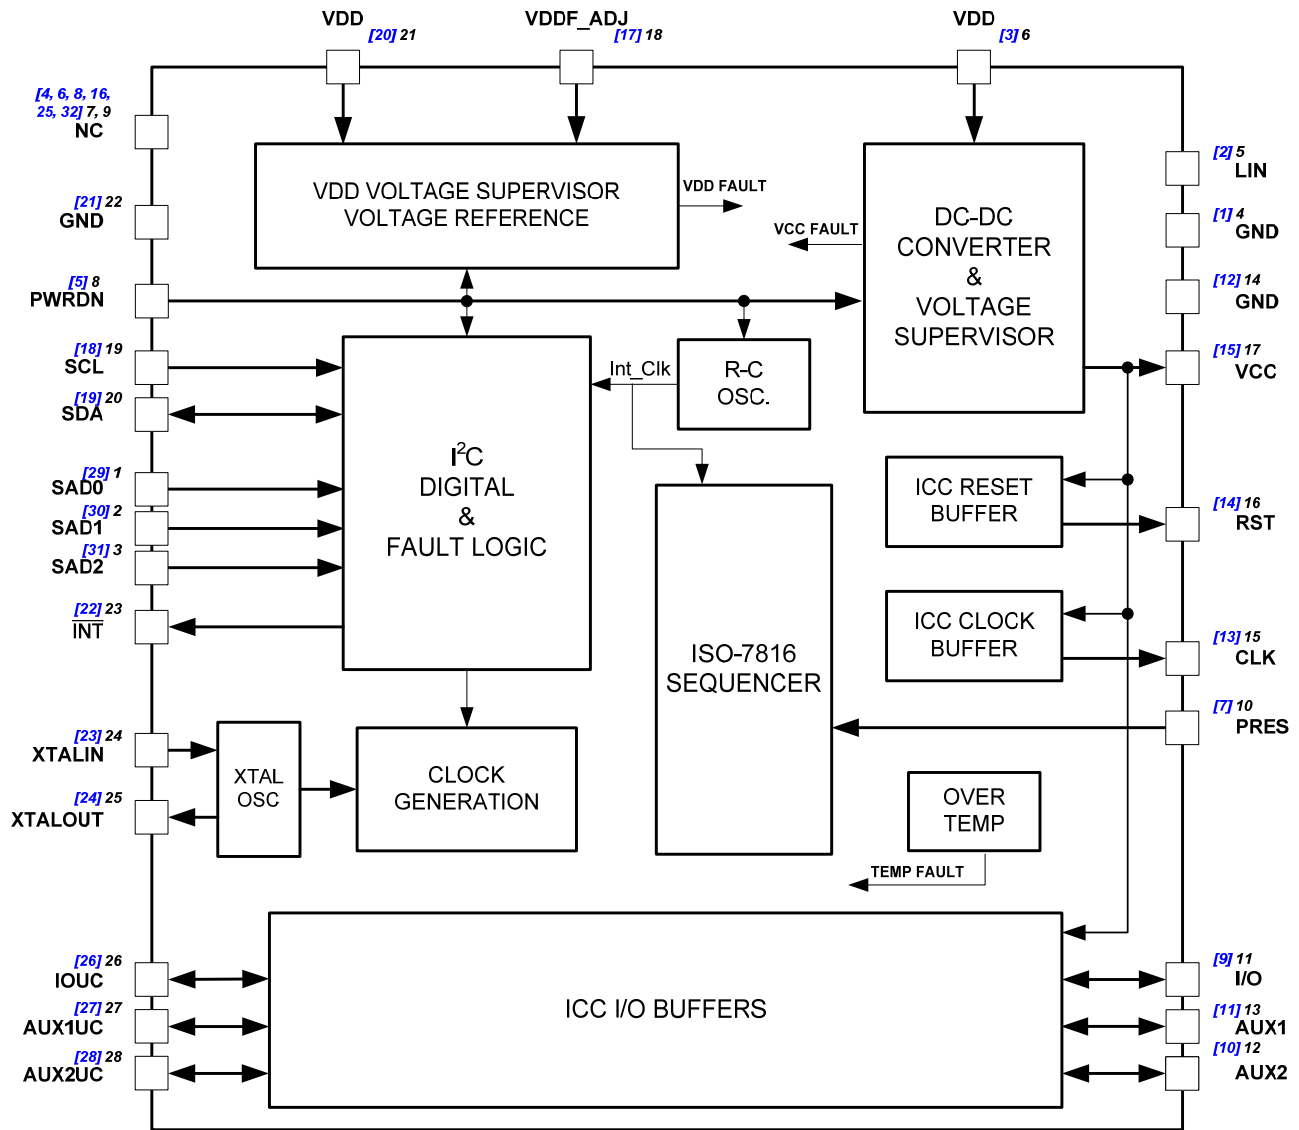 VDD
[20] 21
VDDF_ADJ
[17] 18
VDD
[3] 6
[4, 6, 8, 16,
25, 32] 7, 9
NC
[21] 22
GND
[5] 8
PWRDN
[18] 19
SCL
[19] 20
SDA
[29] 1
SAD0
[30] 2
SAD1
[31] 3
SAD2
[22] 23
INT
[23] 24
XTALIN
[24] 25
XTALOUT
[26] 26
IOUC
[27] 27
AUX1UC
[28] 28
AUX2UC
VDD VOLTAGE SUPERVISOR
VOLTAGE REFERENCE
VDD FAULT
VCC FAULT
DC-DC
CONVERTER
&
VOLTAGE
SUPERVISOR
Int_Clk
R-C
OSC.
I²C
DIGITAL
&
FAULT LOGIC
ISO-7816
SEQUENCER
ICC RESET
BUFFER
ICC CLOCK
BUFFER
XTAL
OSC
CLOCK
GENERATION
OVER
TEMP
TEMP FAULT
ICC I/O BUFFERS
[2] 5
LIN
[1] 4
GND
[12] 14
GND
[15] 17
VCC
[14] 16
RST
[13] 15
CLK
[7] 10
PRES
[9] 11
I/O
[11] 13
AUX1
[10] 12
AUX2